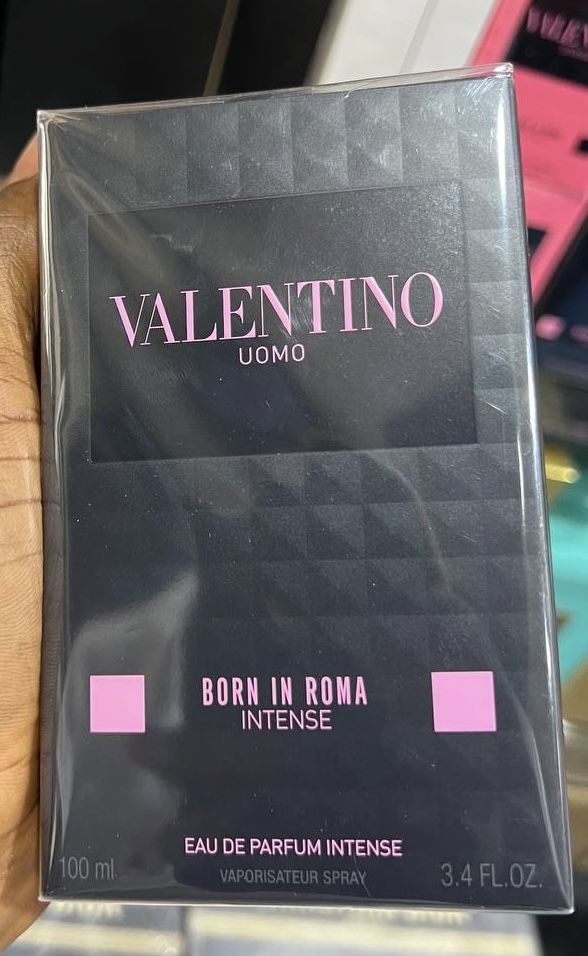 VALENTINO
UOMO
BORN IN ROMA
INTENSE
EAU DE PARFUM INTENSE
100 ml
VAPORISATEUR SPRAY
3.4 FL.OZ.